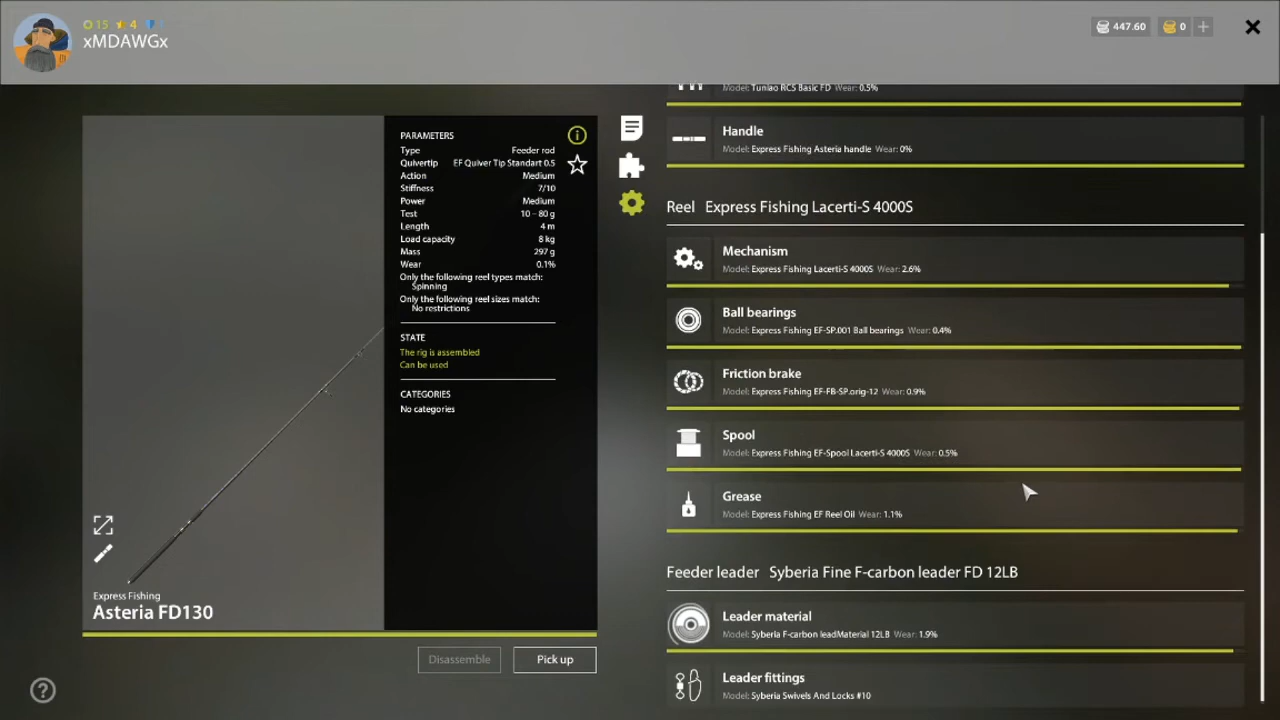 15 4
xMDAWGx
447.60 0 +
PARAMETERS
Type Feeder rod
Quivertip EF Quiver Tip Standart 0.5
Action Medium
Stiffness 7/10
Power Medium
Test 10 – 80 g
Length 4 m
Load capacity 8 kg
Mass 297 g
Wear 0.1%
Only the following reel types match:
Spinning
Only the following reel sizes match:
No restrictions
STATE
The rig is assembled
Can be used
CATEGORIES
No categories
Express Fishing
Asteria FD130
Disassemble
Pick up
?
Model: Tunlao RCS Basic FD Wear: 0.5%
Handle
Model: Express Fishing Asteria handle Wear: 0%
Reel Express Fishing Lacerti-S 4000S
Mechanism
Model: Express Fishing Lacerti-S 4000S Wear: 2.6%
Ball bearings
Model: Express Fishing EF-SP.001 Ball bearings Wear: 0.4%
Friction brake
Model: Express Fishing EF-FB-SP.orig-12 Wear: 0.9%
Spool
Model: Express Fishing EF-Spool Lacerti-S 4000S Wear: 0.5%
Grease
Model: Express Fishing EF Reel Oil Wear: 1.1%
Feeder leader Syberia Fine F-carbon leader FD 12LB
Leader material
Model: Syberia F-carbon leadMaterial 12LB Wear: 1.9%
Leader fittings
Model: Syberia Swivels And Locks #10